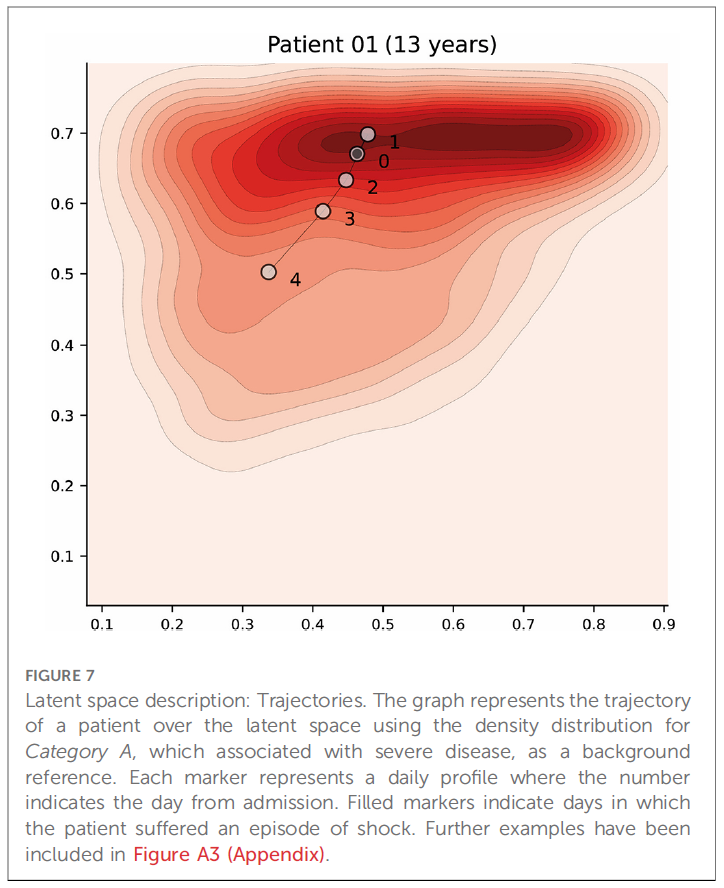 Patient 01 (13 years)
0.7
0.6
0.5
0.4
0.3
0.2
0.1
1
0
2
3
4
0.1 0.2 0.3 0.4 0.5 0.6 0.7 0.8 0.9
FIGURE 7
Latent space description: Trajectories. The graph represents the trajectory
of a patient over the latent space using the density distribution for
Category A, which associated with severe disease, as a background
reference. Each marker represents a daily profile where the number
indicates the day from admission. Filled markers indicate days in which
the patient suffered an episode of shock. Further examples have been
included in Figure A3 (Appendix).